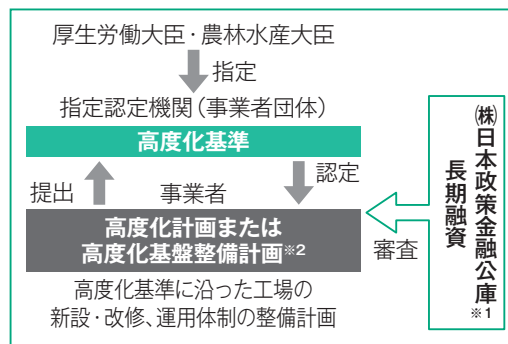 厚生労働大臣・農林水産大臣
指定
指定認定機関(事業者団体)
高度化基準
提出
事業者
認定
高度化計画または
高度化基盤整備計画※2
審査
高度化基準に沿った工場の
新設・改修、運用体制の整備計画
㈱日本政策金融公庫※1
長期融資